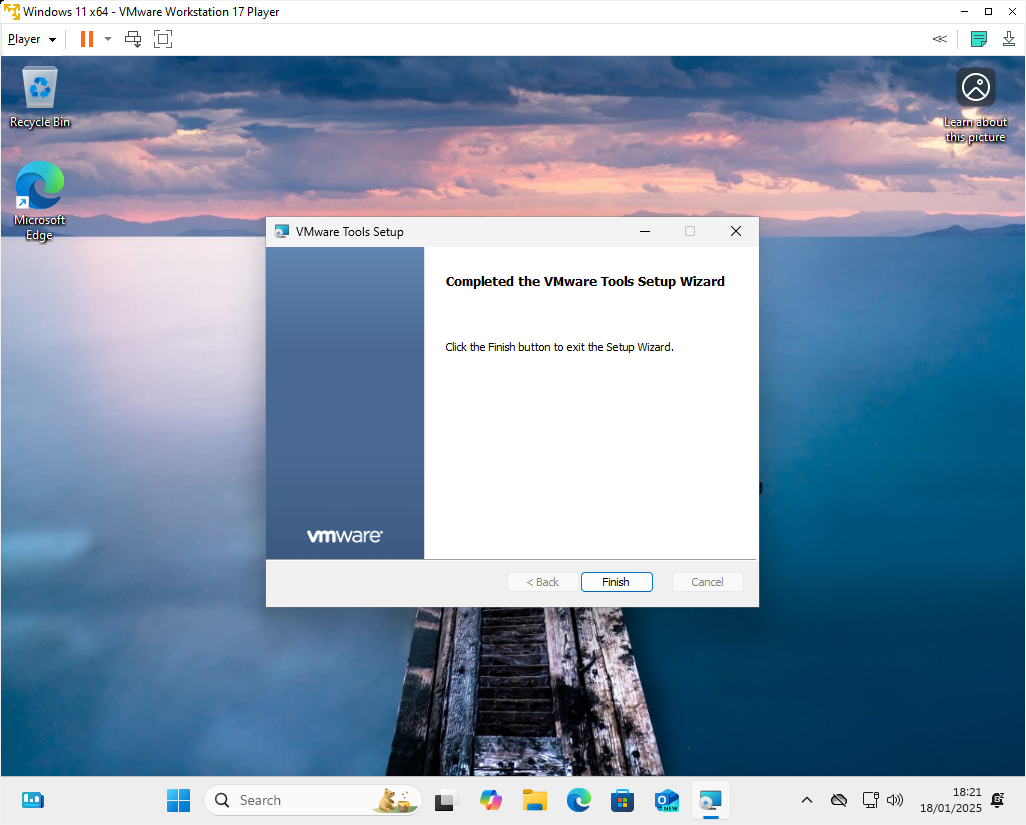 Windows 11 x64 - VMware Workstation 17 Player
Player
Recycle Bin
Learn about
this picture
Microsoft
Edge
VMware Tools Setup
Completed the VMware Tools Setup Wizard
Click the Finish button to exit the Setup Wizard.
vmware®
< Back
Finish
Cancel
Search
NEW
18:21
18/01/2025